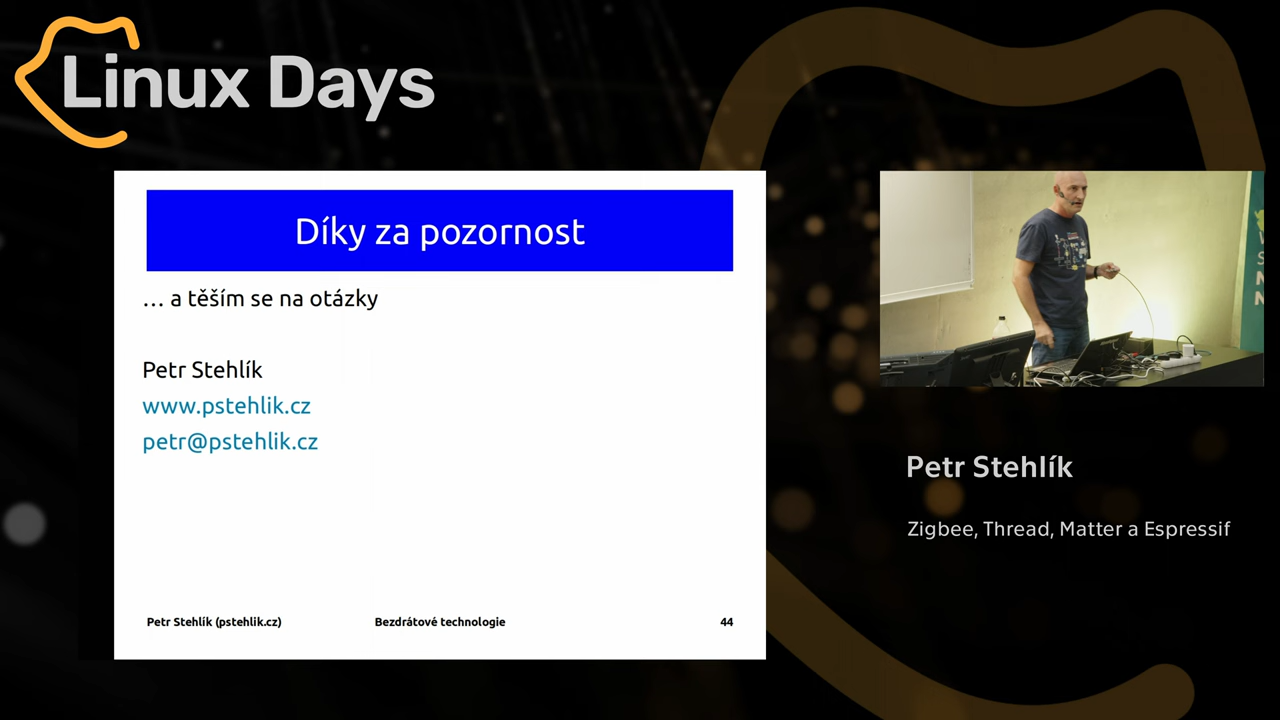 Linux Days
Díky za pozornost
… a těším se na otázky
Petr Stehlík
www.pstehlik.cz
petr@pstehlik.cz
Petr Stehlík (pstehlik.cz)
Bezdrátové technologie
44
Petr Stehlík
Zigbee, Thread, Matter a Espressif